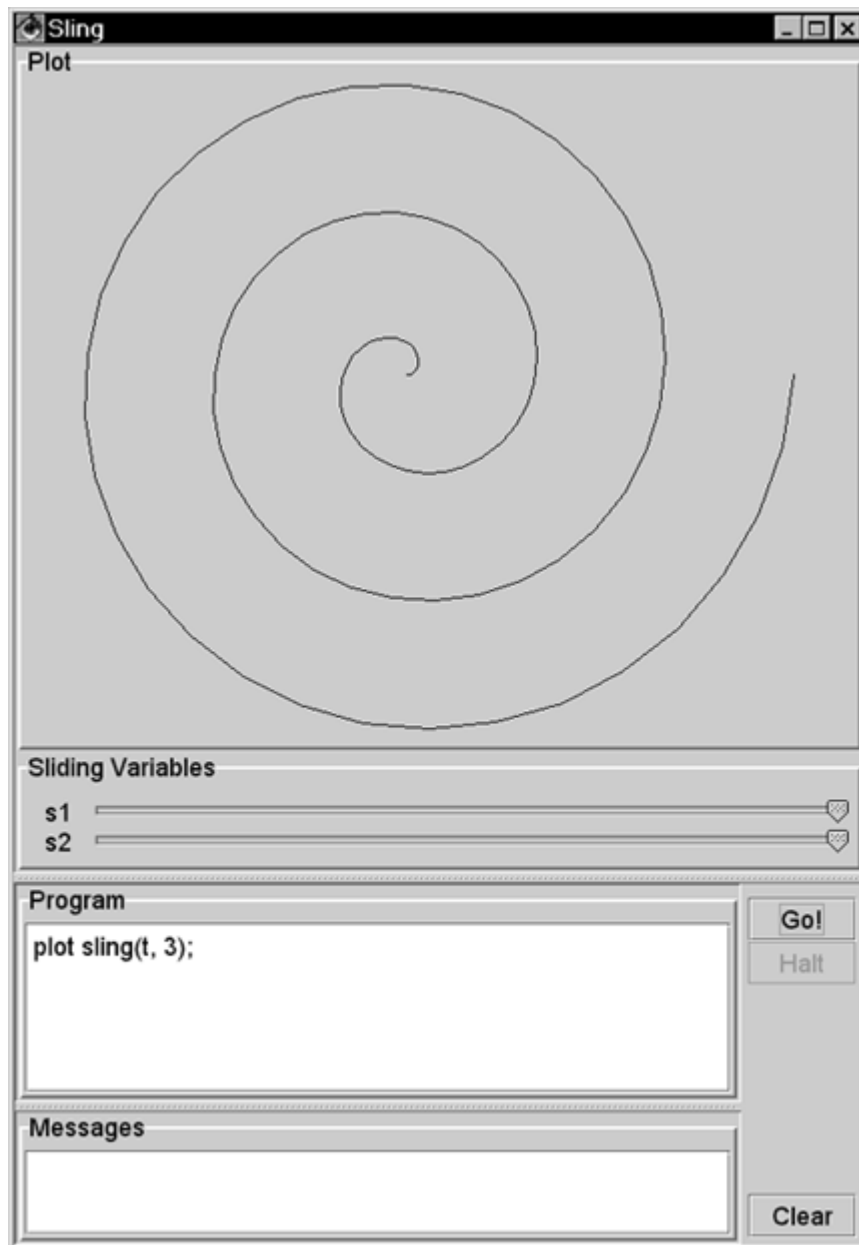 Sling
Plot
Sliding Variables
s1
s2
Program
plot sling(t, 3);
Go!
Halt
Messages
Clear